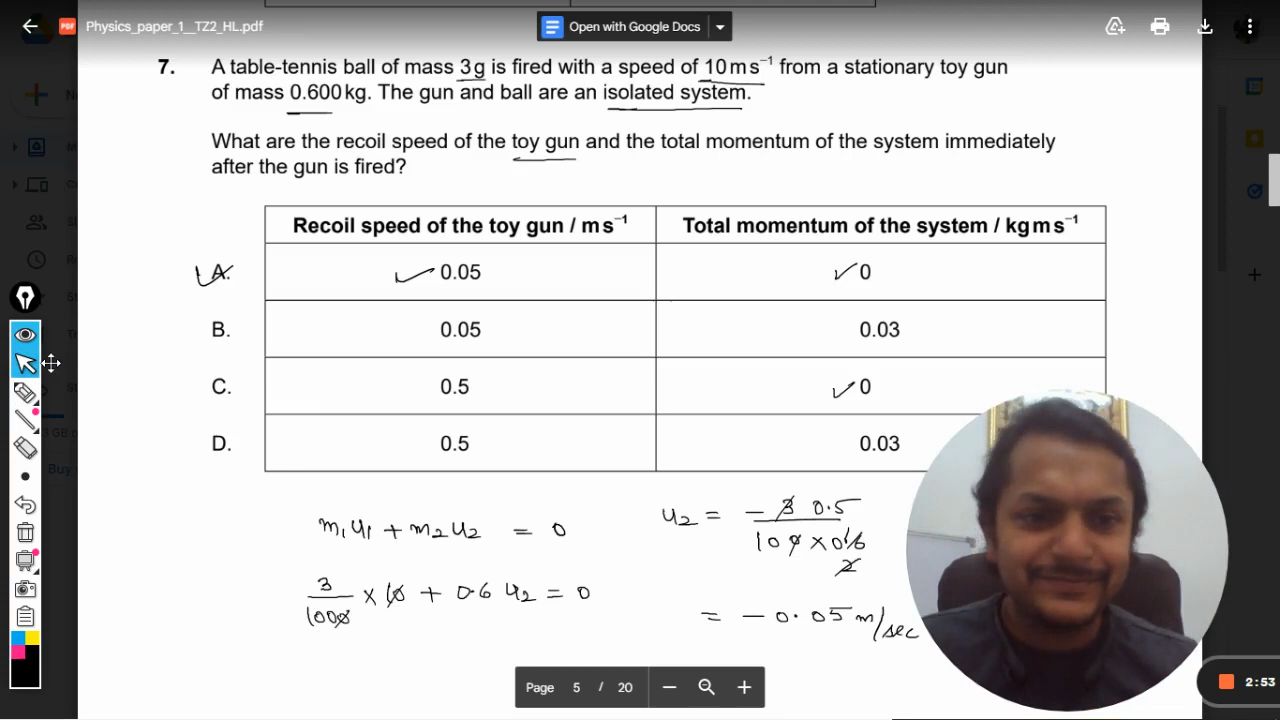 Physics_paper_1__TZ2_HL.pdf
Open with Google Docs
7. A table-tennis ball of mass 3 g is fired with a speed of 10 m s⁻¹ from a stationary toy gun
of mass 0.600 kg. The gun and ball are an isolated system.
What are the recoil speed of the toy gun and the total momentum of the system immediately
after the gun is fired?
Recoil speed of the toy gun / m s⁻¹ Total momentum of the system / kg m s⁻¹
A. 0.05 0
B. 0.05 0.03
C. 0.5 0
D. 0.5 0.03
m₁u₁ + m₂u₂ = 0
3/1000 × 10 + 0.6 u₂ = 0
u₂ = - 3 0.5
100 × 0.6
2
= - 0.05 m/sec
Page 5 / 20
Buy
2:53